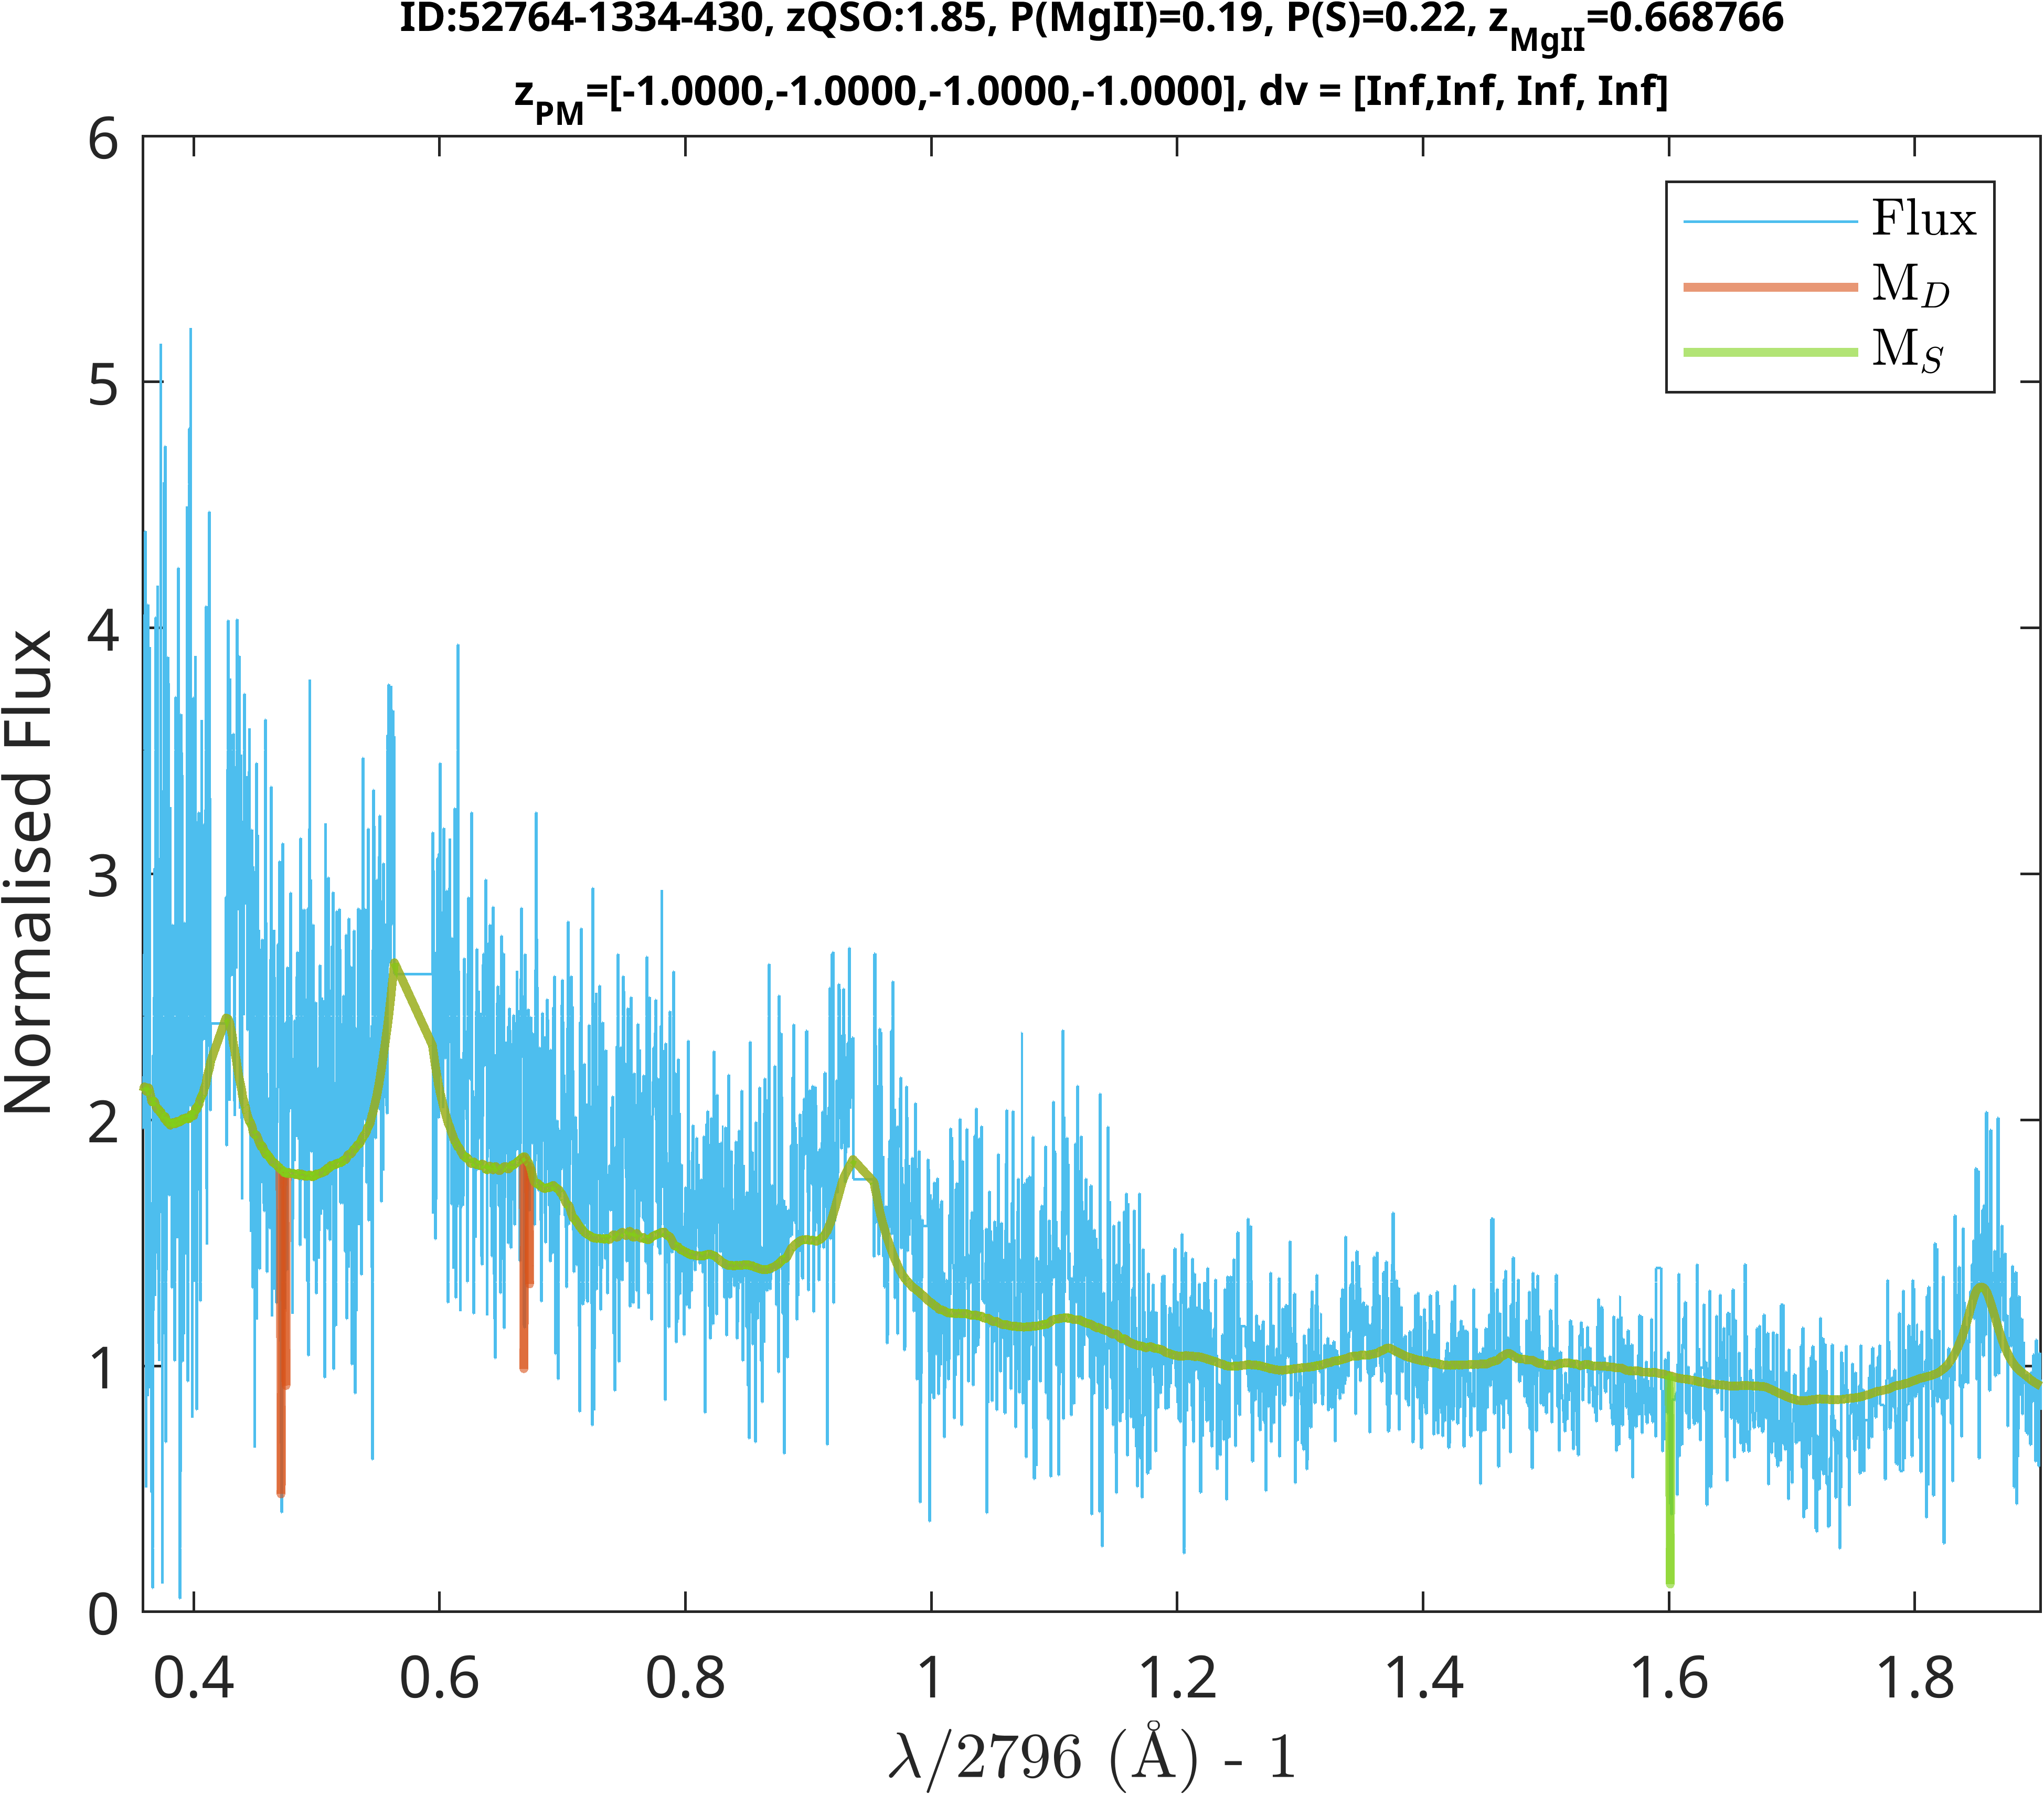 ID:52764-1334-430, zQSO:1.85, P(MgII)=0.19, P(S)=0.22, zMgII=0.668766
zPM=[-1.0000,-1.0000,-1.0000,-1.0000], dv = [Inf,Inf, Inf, Inf]
6
5
4
3
2
1
0
Normalised Flux
Flux
MD
MS
0.4 0.6 0.8 1 1.2 1.4 1.6 1.8
λ/2796 (Å) - 1